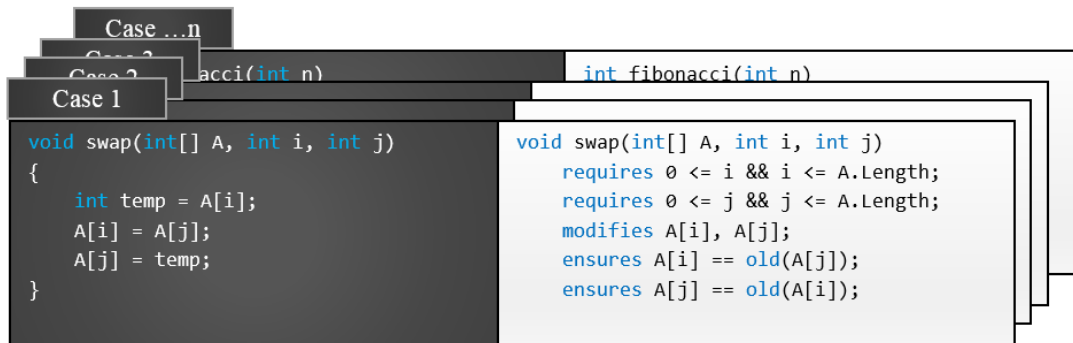 Case …n
Case 3
Case 2
Case 1
acci(int n)
int fibonacci(int n)
void swap(int[] A, int i, int j)
{
int temp = A[i];
A[i] = A[j];
A[j] = temp;
}
void swap(int[] A, int i, int j)
requires 0 <= i && i <= A.Length;
requires 0 <= j && j <= A.Length;
modifies A[i], A[j];
ensures A[i] == old(A[j]);
ensures A[j] == old(A[i]);